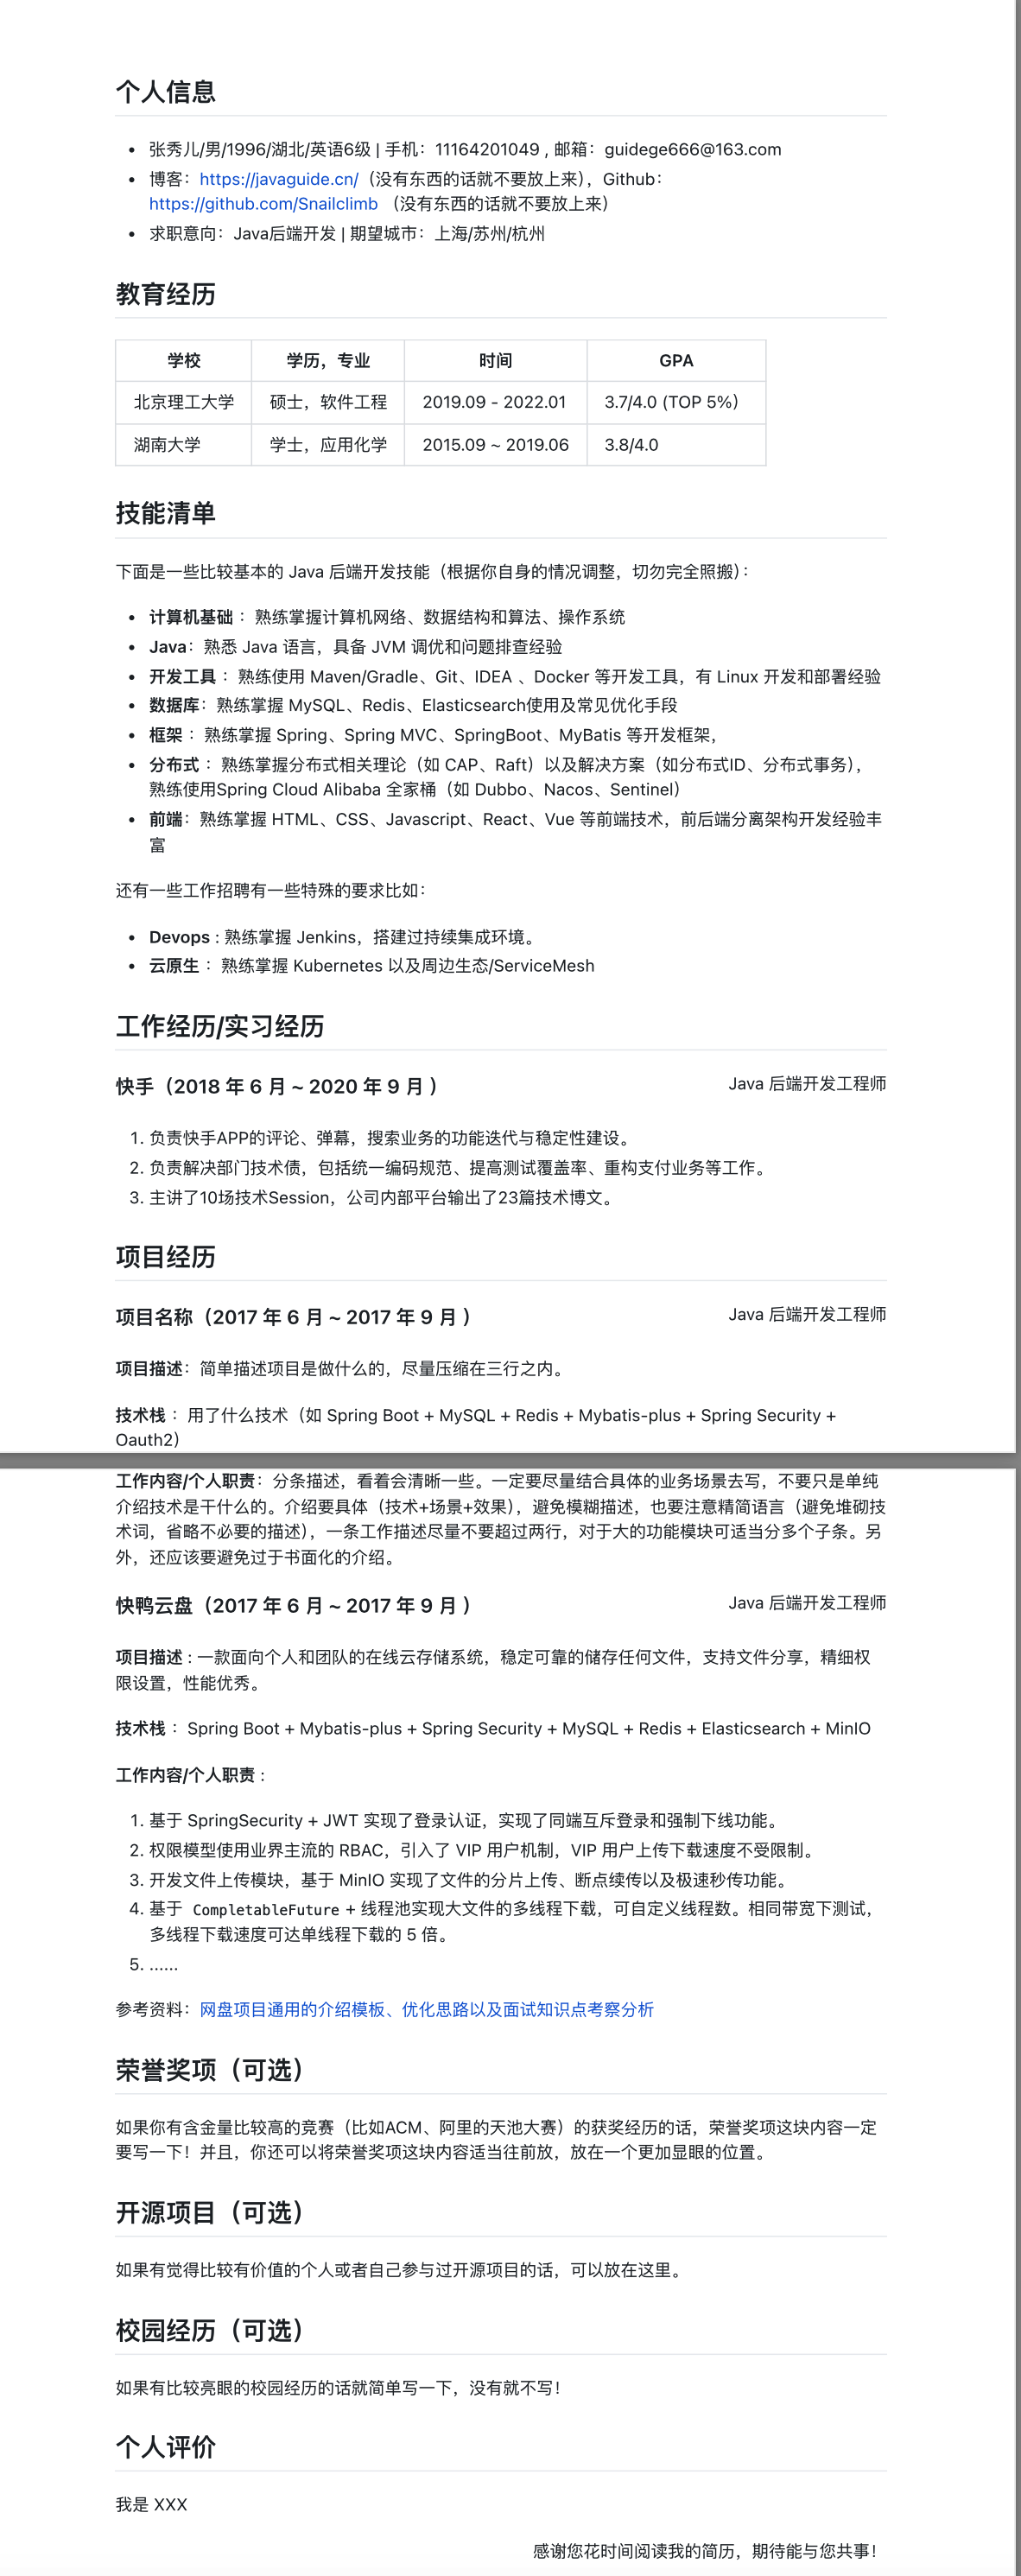 个人信息
• 张秀儿/男/1996/湖北/英语6级 | 手机：11164201049 , 邮箱：guidege666@163.com
• 博客：https://javaguide.cn/（没有东西的话就不要放上来），Github：
https://github.com/Snailclimb （没有东西的话就不要放上来）
• 求职意向：Java后端开发 | 期望城市：上海/苏州/杭州
教育经历
学校 学历，专业 时间 GPA
北京理工大学 硕士，软件工程 2019.09 - 2022.01 3.7/4.0 (TOP 5%)
湖南大学 学士，应用化学 2015.09 ~ 2019.06 3.8/4.0
技能清单
下面是一些比较基本的 Java 后端开发技能（根据你自身的情况调整，切勿完全照搬）：
• 计算机基础 ：熟练掌握计算机网络、数据结构和算法、操作系统
• Java：熟悉 Java 语言，具备 JVM 调优和问题排查经验
• 开发工具 ：熟练使用 Maven/Gradle、Git、IDEA 、Docker 等开发工具，有 Linux 开发和部署经验
• 数据库：熟练掌握 MySQL、Redis、Elasticsearch使用及常见优化手段
• 框架 ：熟练掌握 Spring、Spring MVC、SpringBoot、MyBatis 等开发框架，
• 分布式 ：熟练掌握分布式相关理论（如 CAP、Raft）以及解决方案（如分布式ID、分布式事务），
熟练使用Spring Cloud Alibaba 全家桶（如 Dubbo、Nacos、Sentinel）
• 前端：熟练掌握 HTML、CSS、Javascript、React、Vue 等前端技术，前后端分离架构开发经验丰
富
还有一些工作招聘有一些特殊的要求比如：
• Devops : 熟练掌握 Jenkins，搭建过持续集成环境。
• 云原生 ：熟练掌握 Kubernetes 以及周边生态/ServiceMesh
工作经历/实习经历
快手（2018 年 6 月 ~ 2020 年 9 月 ） Java 后端开发工程师
1. 负责快手APP的评论、弹幕，搜索业务的功能迭代与稳定性建设。
2. 负责解决部门技术债，包括统一编码规范、提高测试覆盖率、重构支付业务等工作。
3. 主讲了10场技术Session，公司内部平台输出了23篇技术博文。
项目经历
项目名称（2017 年 6 月 ~ 2017 年 9 月 ） Java 后端开发工程师
项目描述：简单描述项目是做什么的，尽量压缩在三行之内。
技术栈 ：用了什么技术（如 Spring Boot + MySQL + Redis + Mybatis-plus + Spring Security +
Oauth2）
工作内容/个人职责：分条描述，看着会清晰一些。一定要尽量结合具体的业务场景去写，不要只是单纯
介绍技术是干什么的。介绍要具体（技术+场景+效果），避免模糊描述，也要注意精简语言（避免堆砌技
术词，省略不必要的描述），一条工作描述尽量不要超过两行，对于大的功能模块可适当分多个子条。另
外，还应该要避免过于书面化的介绍。
快鸭云盘（2017 年 6 月 ~ 2017 年 9 月 ） Java 后端开发工程师
项目描述 : 一款面向个人和团队的在线云存储系统，稳定可靠的储存任何文件，支持文件分享，精细权
限设置，性能优秀。
技术栈 ：Spring Boot + Mybatis-plus + Spring Security + MySQL + Redis + Elasticsearch + MinIO
工作内容/个人职责 :
1. 基于 SpringSecurity + JWT 实现了登录认证，实现了同端互斥登录和强制下线功能。
2. 权限模型使用业界主流的 RBAC，引入了 VIP 用户机制，VIP 用户上传下载速度不受限制。
3. 开发文件上传模块，基于 MinIO 实现了文件的分片上传、断点续传以及极速秒传功能。
4. 基于 CompletableFuture + 线程池实现大文件的多线程下载，可自定义线程数。相同带宽下测试，
多线程下载速度可达单线程下载的 5 倍。
5. ......
参考资料：网盘项目通用的介绍模板、优化思路以及面试知识点考察分析
荣誉奖项（可选）
如果你有含金量比较高的竞赛（比如ACM、阿里的天池大赛）的获奖经历的话，荣誉奖项这块内容一定
要写一下！并且，你还可以将荣誉奖项这块内容适当往前放，放在一个更加显眼的位置。
开源项目（可选）
如果有觉得比较有价值的个人或者自己参与过开源项目的话，可以放在这里。
校园经历（可选）
如果有比较亮眼的校园经历的话就简单写一下，没有就不写！
个人评价
我是 XXX
感谢您花时间阅读我的简历，期待能与您共事！